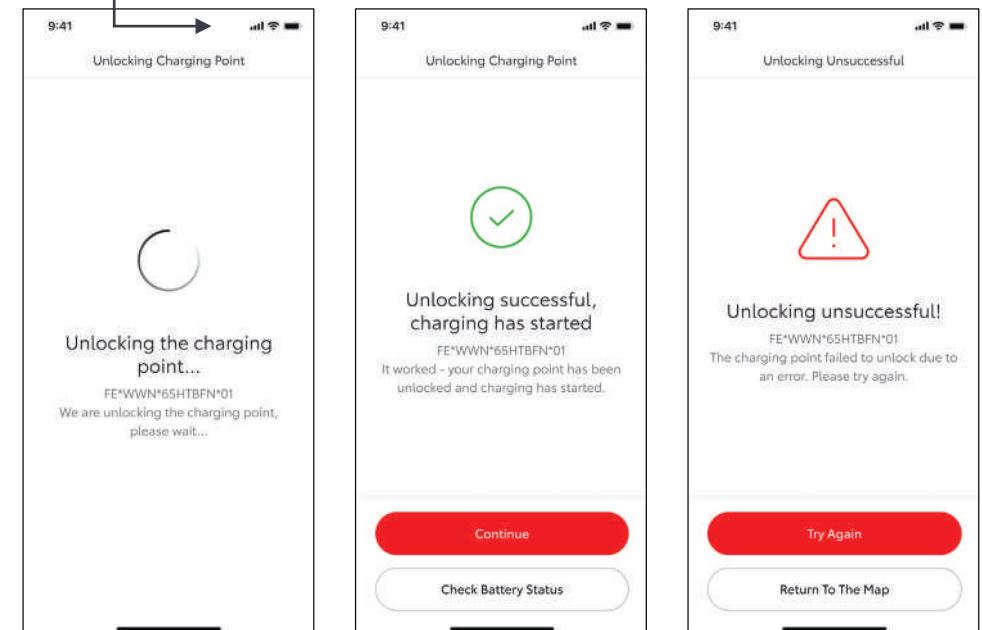 9:41
Unlocking Charging Point
Unlocking the charging
point...
FE*WWN*65HTBFN*01
We are unlocking the charging point,
please wait...
9:41
Unlocking Charging Point
Unlocking successful,
charging has started
FE*WWN*65HTBFN*01
It worked - your charging point has been
unlocked and charging has started.
Continue
Check Battery Status
9:41
Unlocking Unsuccessful
Unlocking unsuccessful!
FE*WWN*65HTBFN*01
The charging point failed to unlock due to
an error. Please try again.
Try Again
Return To The Map